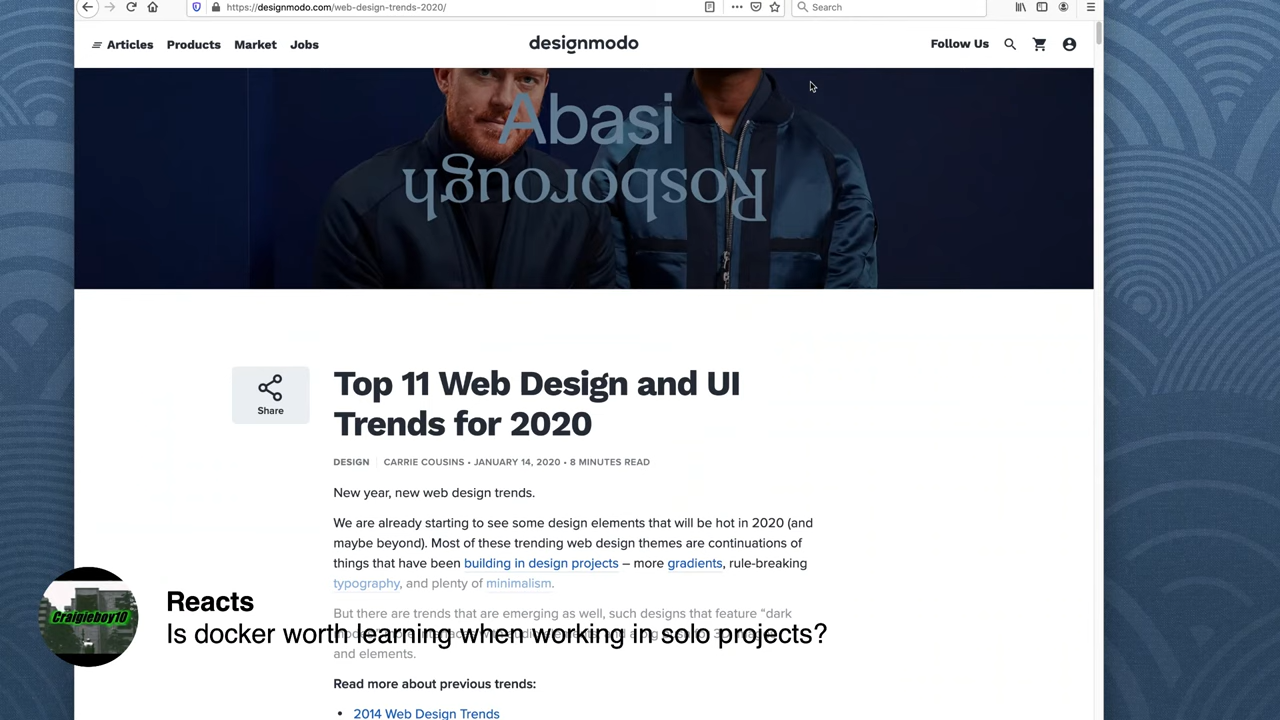 https://designmodo.com/web-design-trends-2020/
Search
Articles Products Market Jobs
designmodo
Follow Us
Abasi
Rosborough
Share
Top 11 Web Design and UI
Trends for 2020
DESIGN CARRIE COUSINS • JANUARY 14, 2020 • 8 MINUTES READ
New year, new web design trends.
We are already starting to see some design elements that will be hot in 2020 (and
maybe beyond). Most of these trending web design themes are continuations of
things that have been building in design projects – more gradients, rule-breaking
typography, and plenty of minimalism.
But there are trends that are emerging as well, such designs that feature “dark
and elements.
Craigieboy10
Reacts
Is docker worth learning when working in solo projects?
Read more about previous trends:
• 2014 Web Design Trends